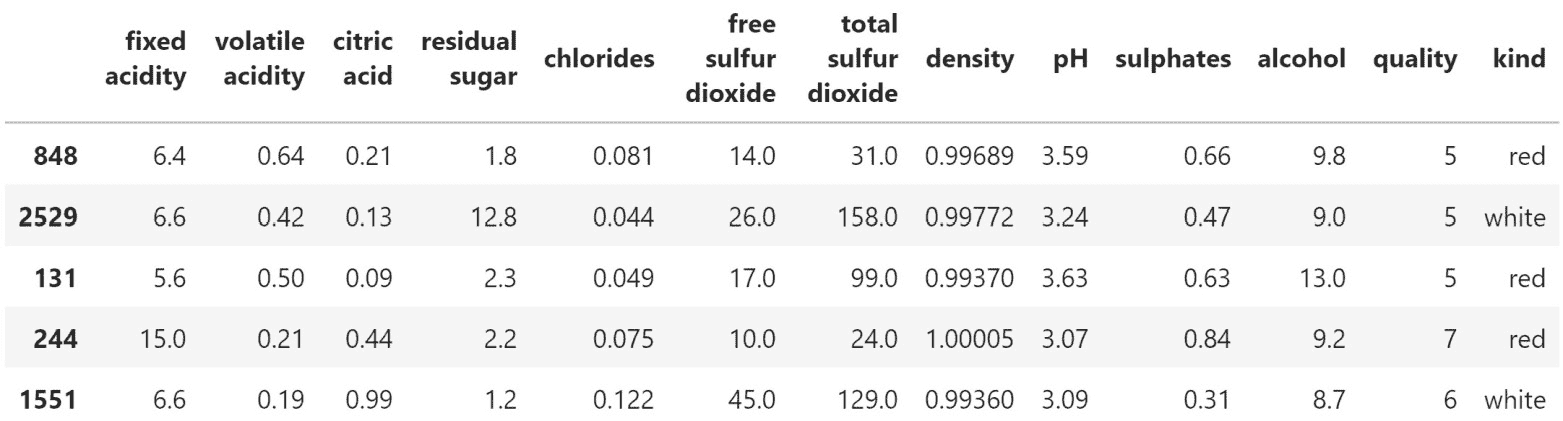 fixed acidity volatile acidity citric acid residual sugar chlorides free sulfur dioxide total sulfur dioxide density pH sulphates alcohol quality kind
848 6.4 0.64 0.21 1.8 0.081 14.0 31.0 0.99689 3.59 0.66 9.8 5 red
2529 6.6 0.42 0.13 12.8 0.044 26.0 158.0 0.99772 3.24 0.47 9.0 5 white
131 5.6 0.50 0.09 2.3 0.049 17.0 99.0 0.99370 3.63 0.63 13.0 5 red
244 15.0 0.21 0.44 2.2 0.075 10.0 24.0 1.00005 3.07 0.84 9.2 7 red
1551 6.6 0.19 0.99 1.2 0.122 45.0 129.0 0.99360 3.09 0.31 8.7 6 white